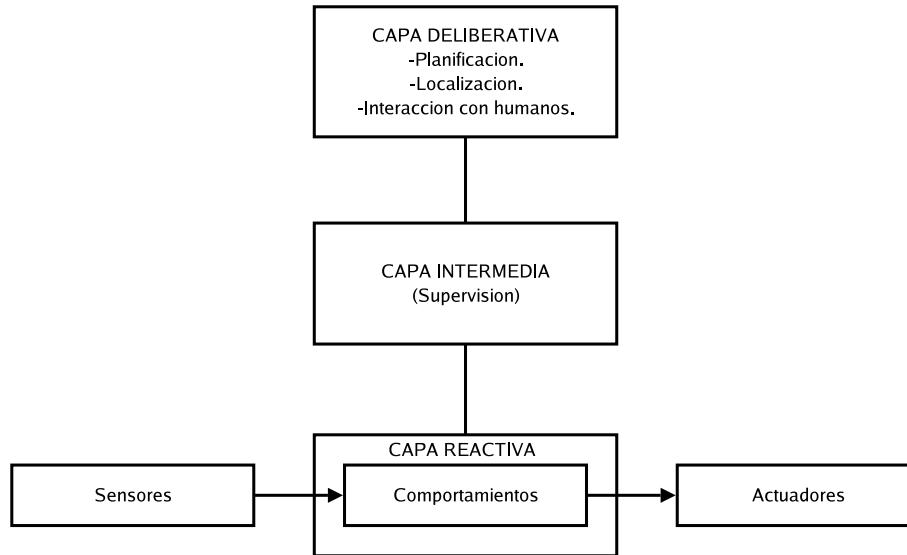 CAPA DELIBERATIVA
-Planificacion.
-Localizacion.
-Interaccion con humanos.
CAPA INTERMEDIA
(Supervision)
CAPA REACTIVA
Sensores
Comportamientos
Actuadores